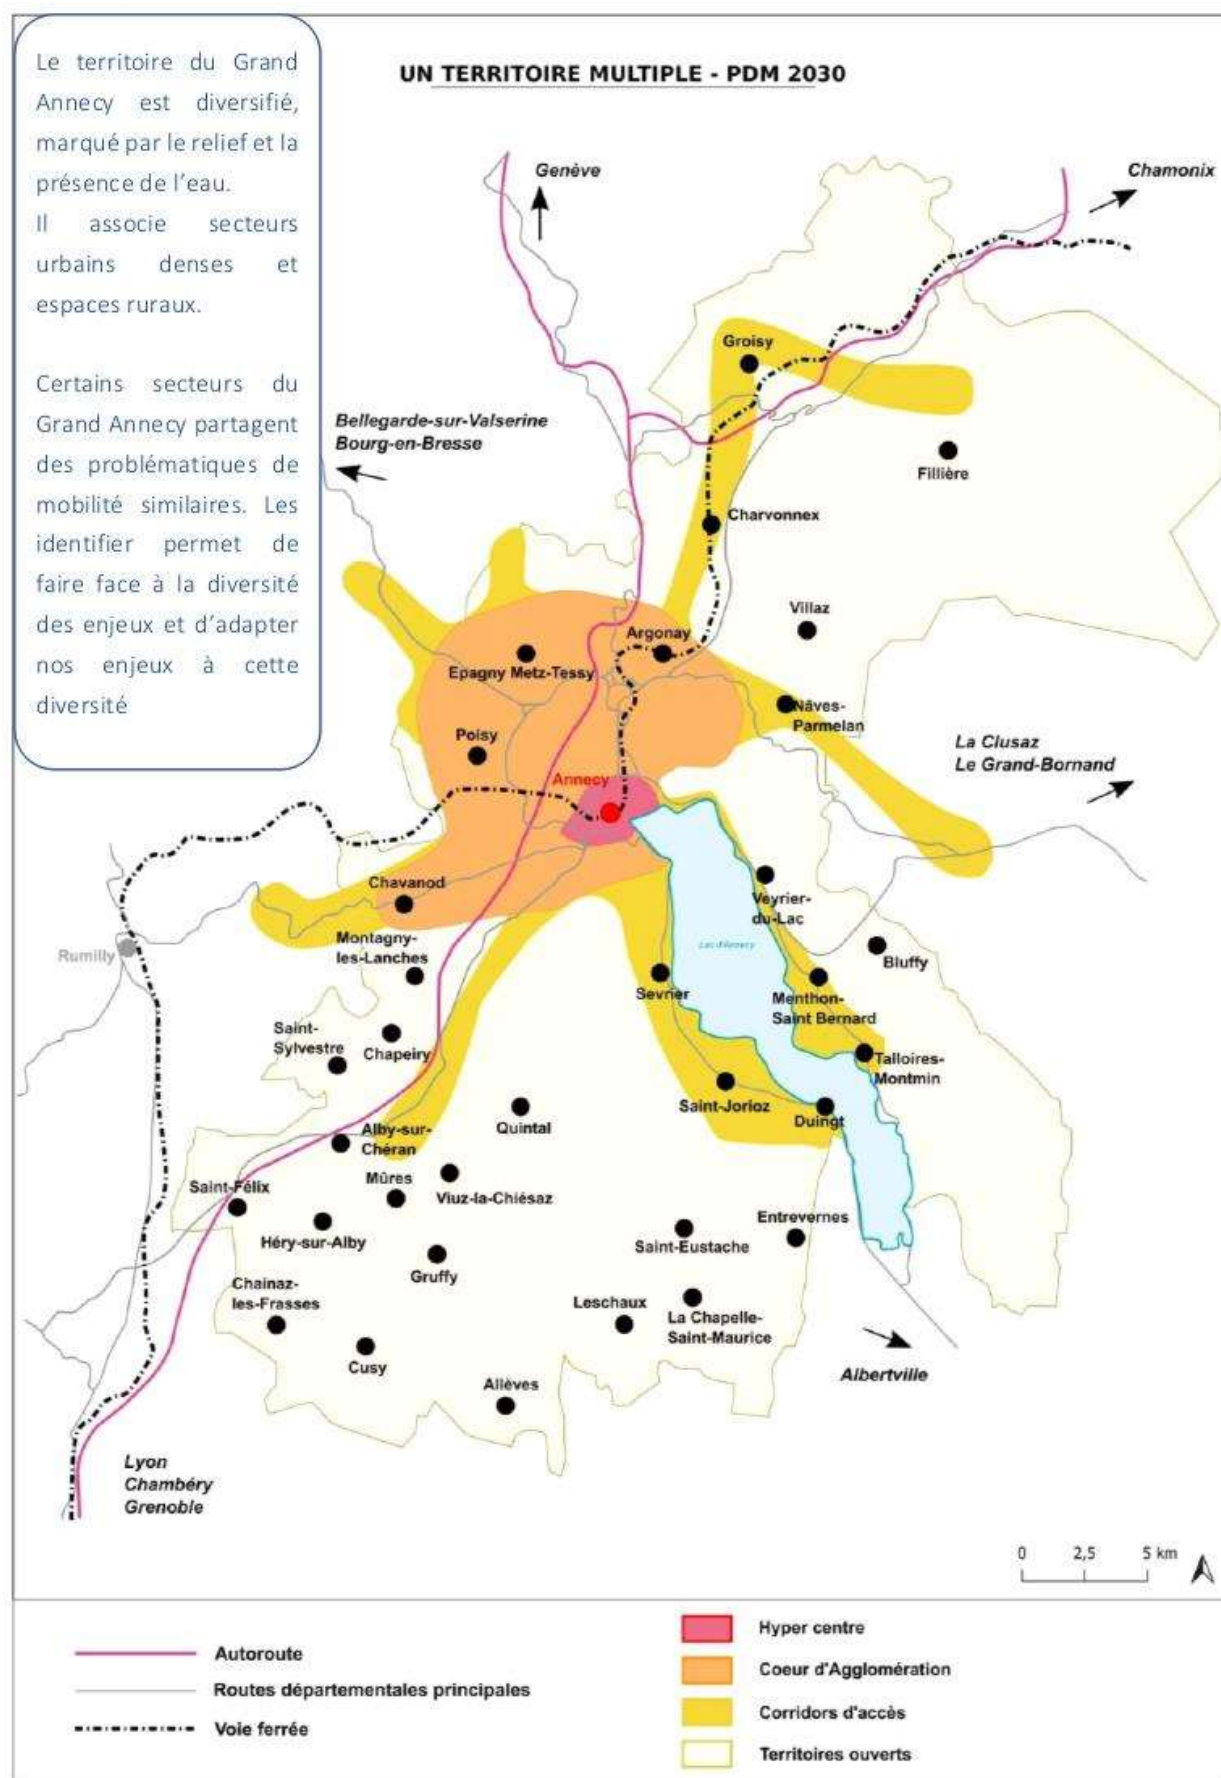 Le territoire du Grand
Annecy est diversifié,
marqué par le relief et la
présence de l'eau.
Il associe secteurs
urbains denses et
espaces ruraux.
Certains secteurs du
Grand Annecy partagent
des problématiques de
mobilité similaires. Les
identifier permet de
faire face à la diversité
des enjeux et d'adapter
nos enjeux à cette
diversité
UN TERRITOIRE MULTIPLE - PDM 2030
Genève
Chamonix
Groisy
Bellegarde-sur-Valserine
Bourg-en-Bresse
Fillière
Charvonnex
Villaz
Argonay
Epagny Metz-Tessy
Nâves-
Parmelan
Poisy
La Clusaz
Le Grand-Bornand
Annecy
Chavanod
Veyrier-
du-Lac
Montagny-
les-Lanches
Lac d'Annecy
Rumilly
Bluffy
Sevrier
Menthon-
Saint Bernard
Saint-
Sylvestre
Chapeiry
Talloires-
Montmin
Saint-Jorioz
Duingt
Quintal
Alby-sur-
Chéran
Mûres
Viuz-la-Chiésaz
Saint-Félix
Entrevernes
Héry-sur-Alby
Saint-Eustache
Gruffy
Chainaz-
les-Frasses
Leschaux
La Chapelle-
Saint-Maurice
Cusy
Albertville
Allèves
Lyon
Chambéry
Grenoble
0 2,5 5 km
Autoroute
Routes départementales principales
Voie ferrée
Hyper centre
Coeur d'Agglomération
Corridors d'accès
Territoires ouverts